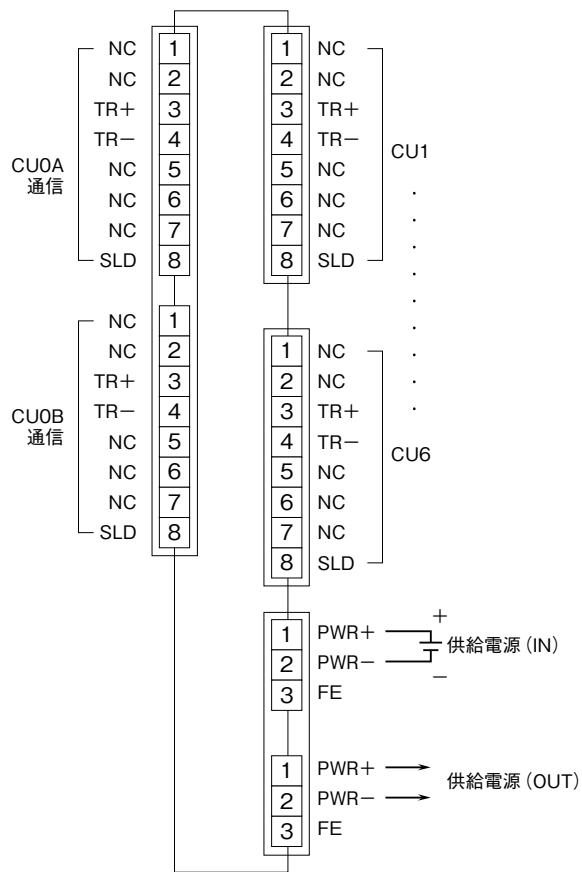 CU0A
通信
NC 1
NC 2
TR+ 3
TR− 4
NC 5
NC 6
NC 7
SLD 8
CU0B
通信
NC 1
NC 2
TR+ 3
TR− 4
NC 5
NC 6
NC 7
SLD 8
1 NC
2 NC
3 TR+
4 TR−
5 NC
6 NC
7 NC
8 SLD
CU1
1 NC
2 NC
3 TR+
4 TR−
5 NC
6 NC
7 NC
8 SLD
CU6
1 PWR+
2 PWR−
3 FE
+
供給電源 (IN)
−
1 PWR+
2 PWR−
3 FE
供給電源 (OUT)